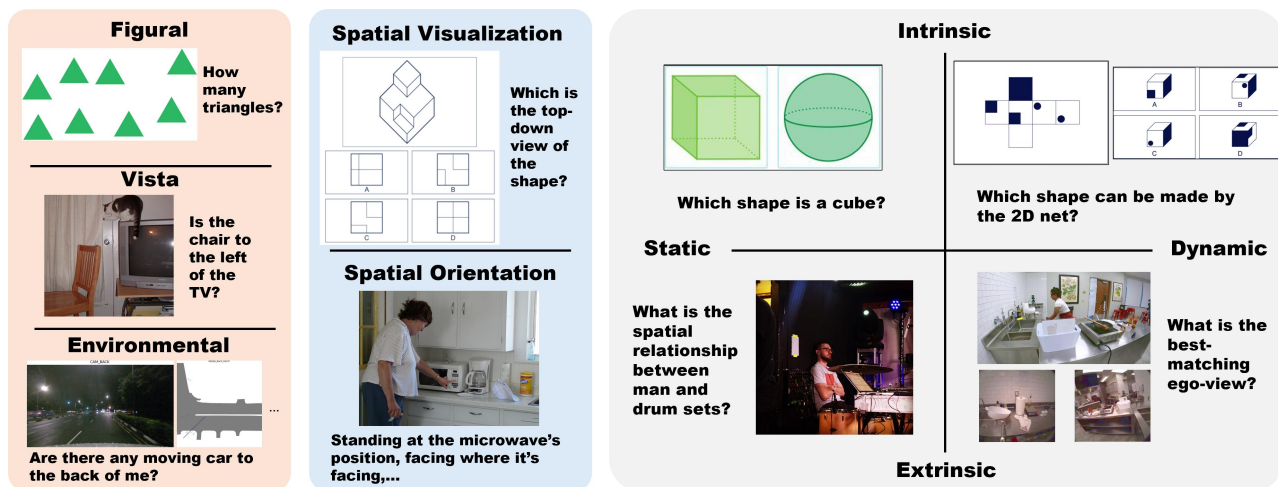 Figural
How
many
triangles?
Vista
Is the
chair to
the left
of the
TV?
Environmental
CAM_BACK
...
Are there any moving car to
the back of me?
Spatial Visualization
Which is
the top-
down
view of
the
shape?
A
B
C
D
Spatial Orientation
Standing at the microwave's
position, facing where it's
facing,...
Intrinsic
Which shape is a cube?
A
B
C
D
Which shape can be made by
the 2D net?
Static
Dynamic
What is the
spatial
relationship
between
man and
drum sets?
What is the
best-
matching
ego-view?
Extrinsic